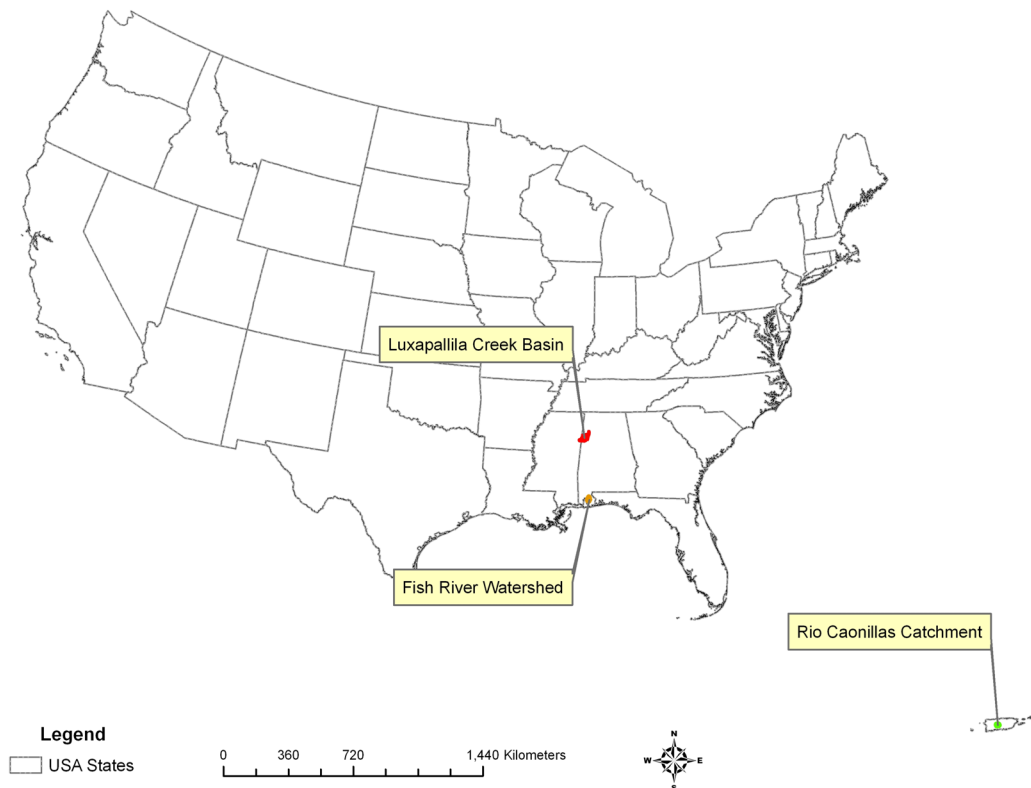 Luxapallila Creek Basin
Fish River Watershed
Rio Caonillas Catchment
Legend
USA States
0 360 720 1,440 Kilometers
N
W E
S